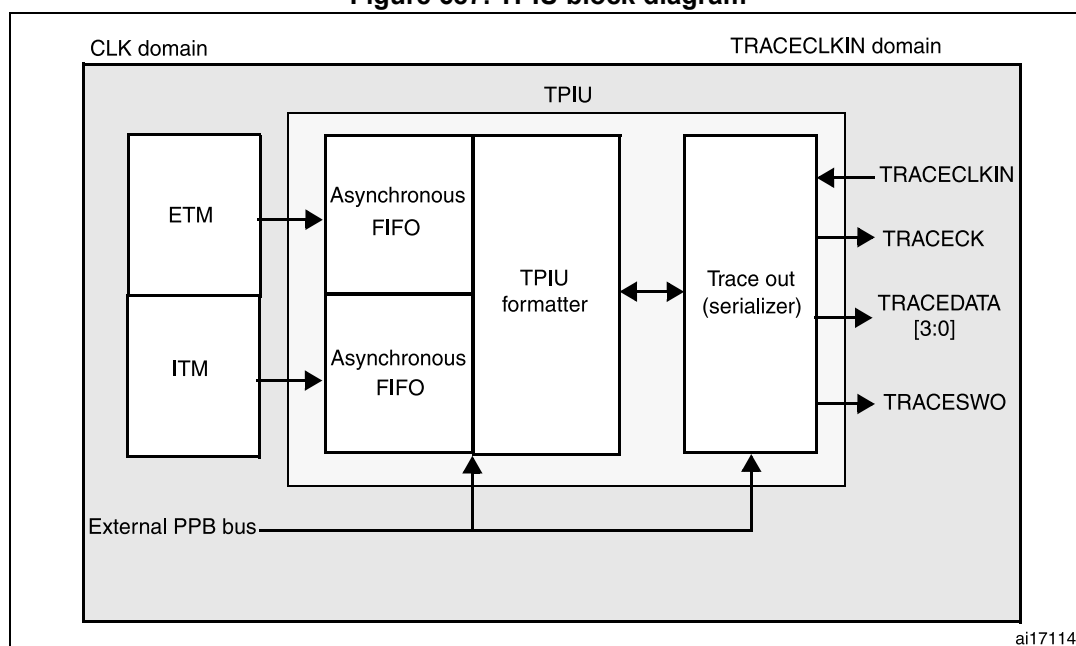 CLK domain
TRACECLKIN domain
TPIU
ETM
Asynchronous
FIFO
TPIU
formatter
Trace out
(serializer)
TRACECLKIN
TRACECK
TRACEDATA
[3:0]
TRACESWO
ITM
Asynchronous
FIFO
External PPB bus
ai17114